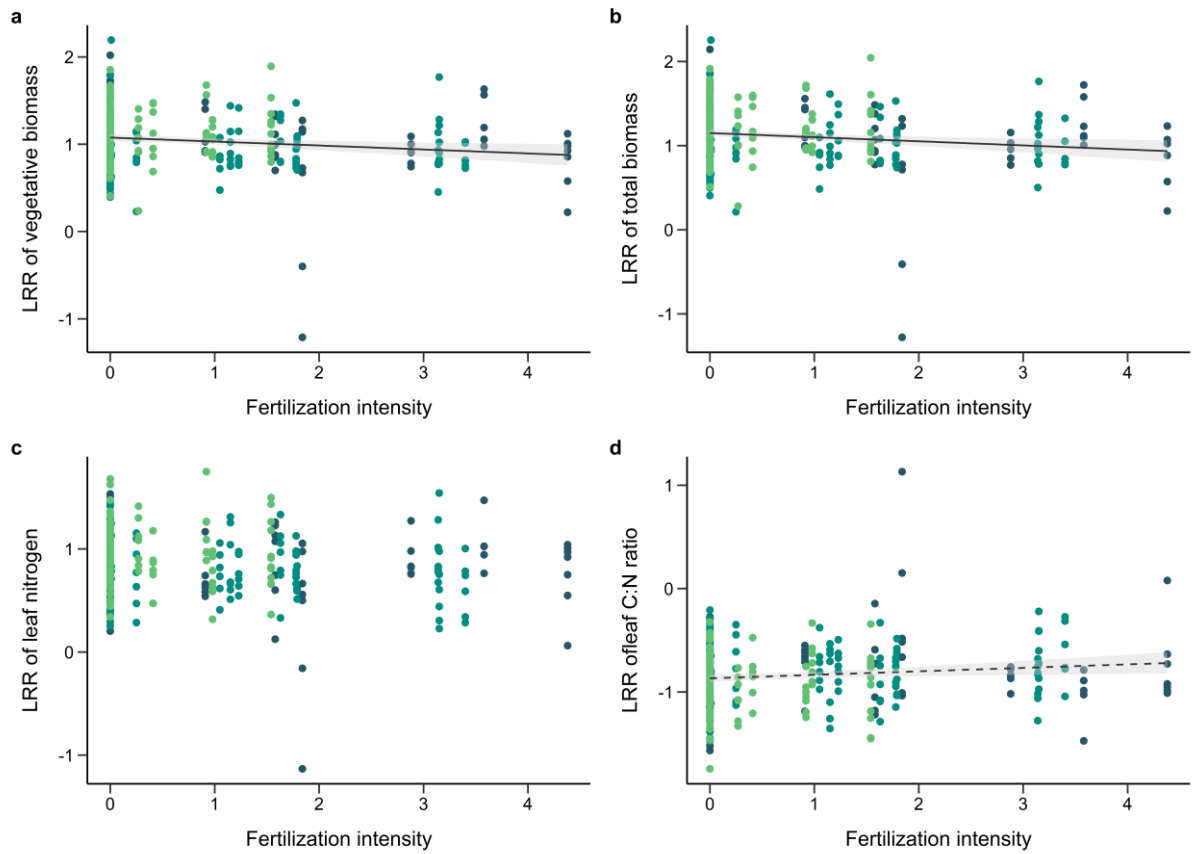 a
LRR of vegetative biomass
2
1
0
-1
0 1 2 3 4
Fertilization intensity
b
LRR of total biomass
2
1
0
-1
0 1 2 3 4
Fertilization intensity
c
LRR of leaf nitrogen
1
0
-1
0 1 2 3 4
Fertilization intensity
d
LRR ofleaf C:N ratio
1
0
-1
0 1 2 3 4
Fertilization intensity